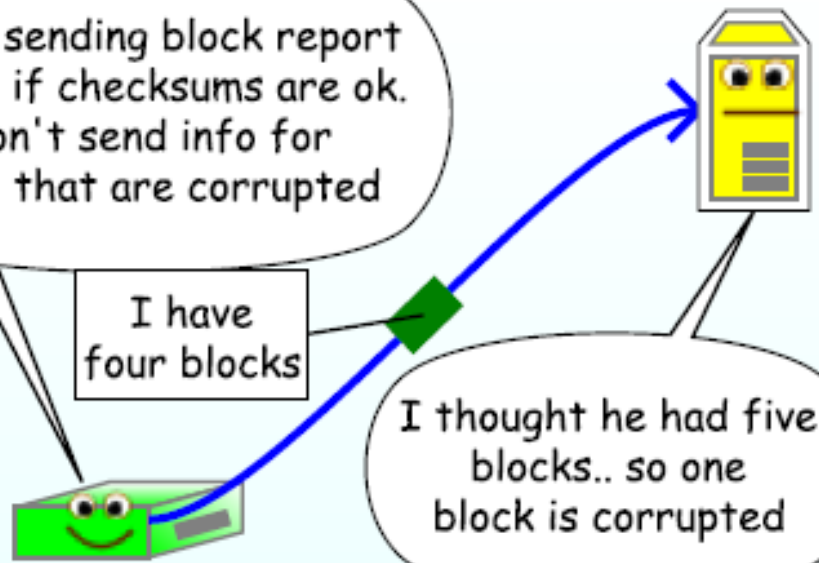 sending block report
if checksums are ok.
on't send info for
that are corrupted
I have
four blocks
I thought he had five
blocks.. so one
block is corrupted